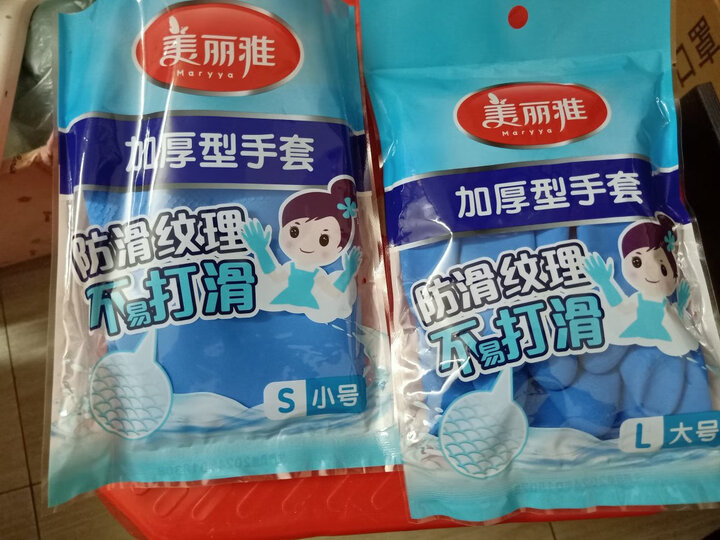 美丽雅
Maryya
加厚型手套
防滑纹理
不易打滑
S 小号
美丽雅
Maryya
加厚型手套
防滑纹理
不易打滑
L 大号